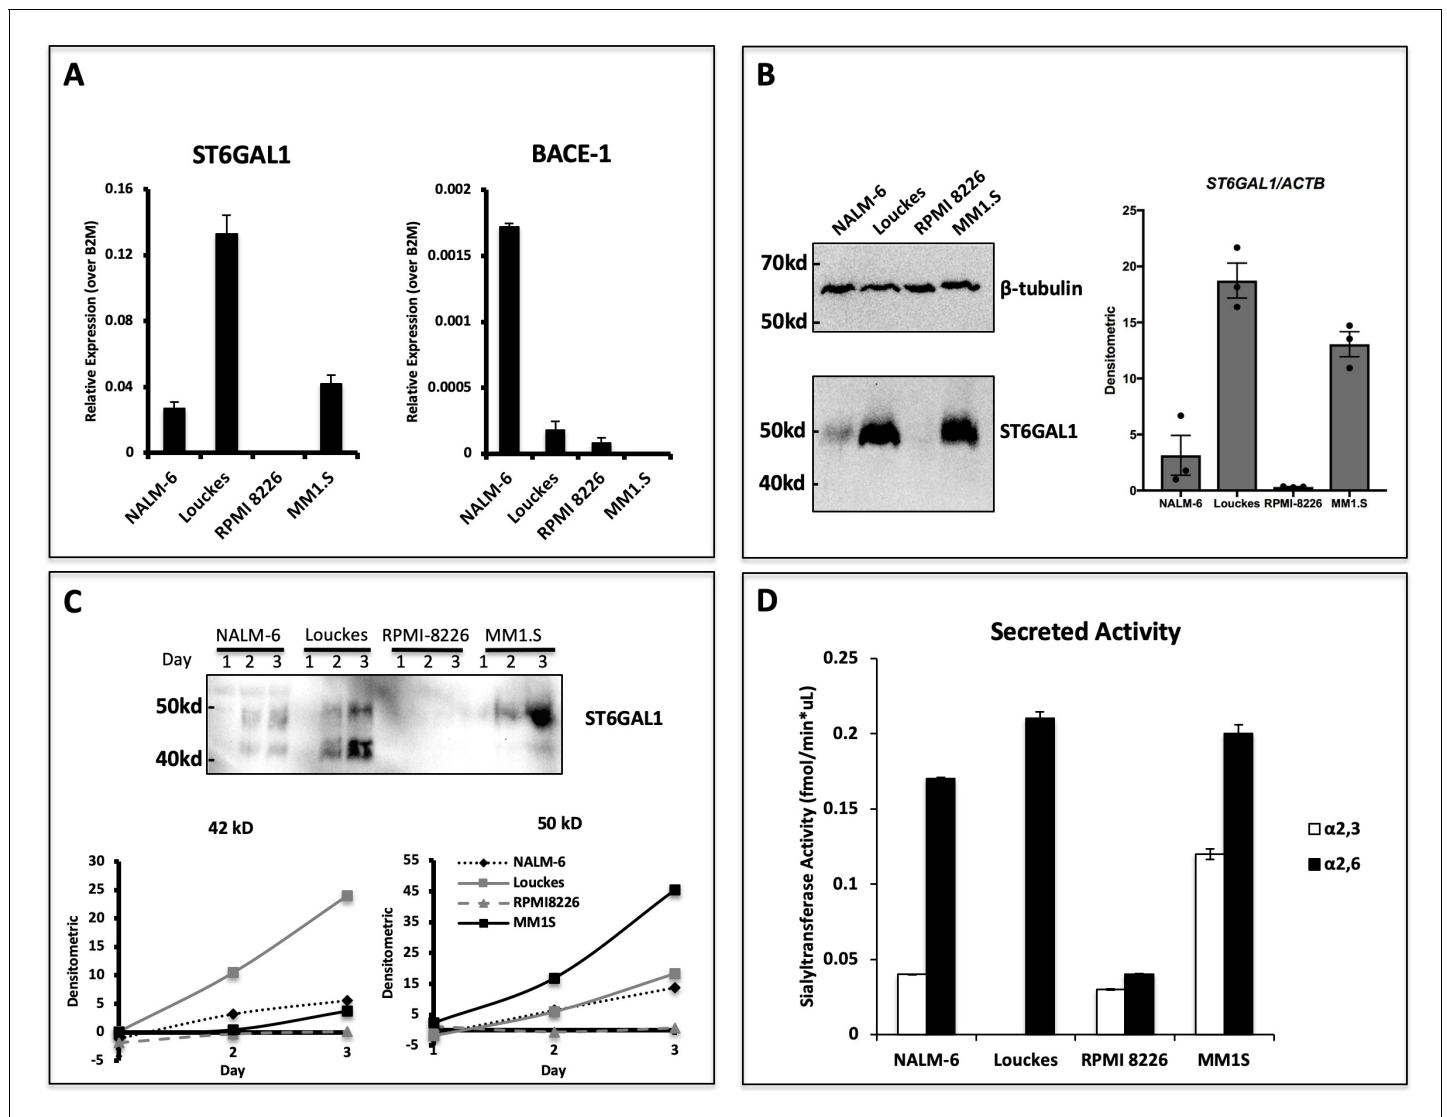 A
ST6GAL1
Relative Expression (over B2M)
0.16
0.12
0.08
0.04
0
NALM-6
Louckes
RPMI 8226
MM1.S
BACE-1
Relative Expression (over B2M)
0.002
0.0015
0.001
0.0005
0
NALM-6
Louckes
RPMI 8226
MM1.S
B
NALM-6
Louckes
RPMI 8226
MM1.S
70kd
50kd
β-tubulin
50kd
40kd
ST6GAL1
ST6GAL1/ACTB
Densitometric
25
20
15
10
5
0
NALM-6 Louckes RPMI-8226 MM1.S
C
NALM-6 Louckes RPMI-8226 MM1.S
Day 1 2 3 1 2 3 1 2 3 1 2 3
50kd
40kd
ST6GAL1
42 kD
Densitometric
30
25
20
15
10
5
0
-5
1 2 3
Day
50 kD
Densitometric
55
45
35
25
15
5
-5
NALM-6
Louckes
RPMI8226
MM1S
1 2 3
Day
D
Secreted Activity
Sialyltransferase Activity (fmol/min*uL)
0.25
0.2
0.15
0.1
0.05
0
NALM-6 Louckes RPMI 8226 MM1S
α2,3
α2,6